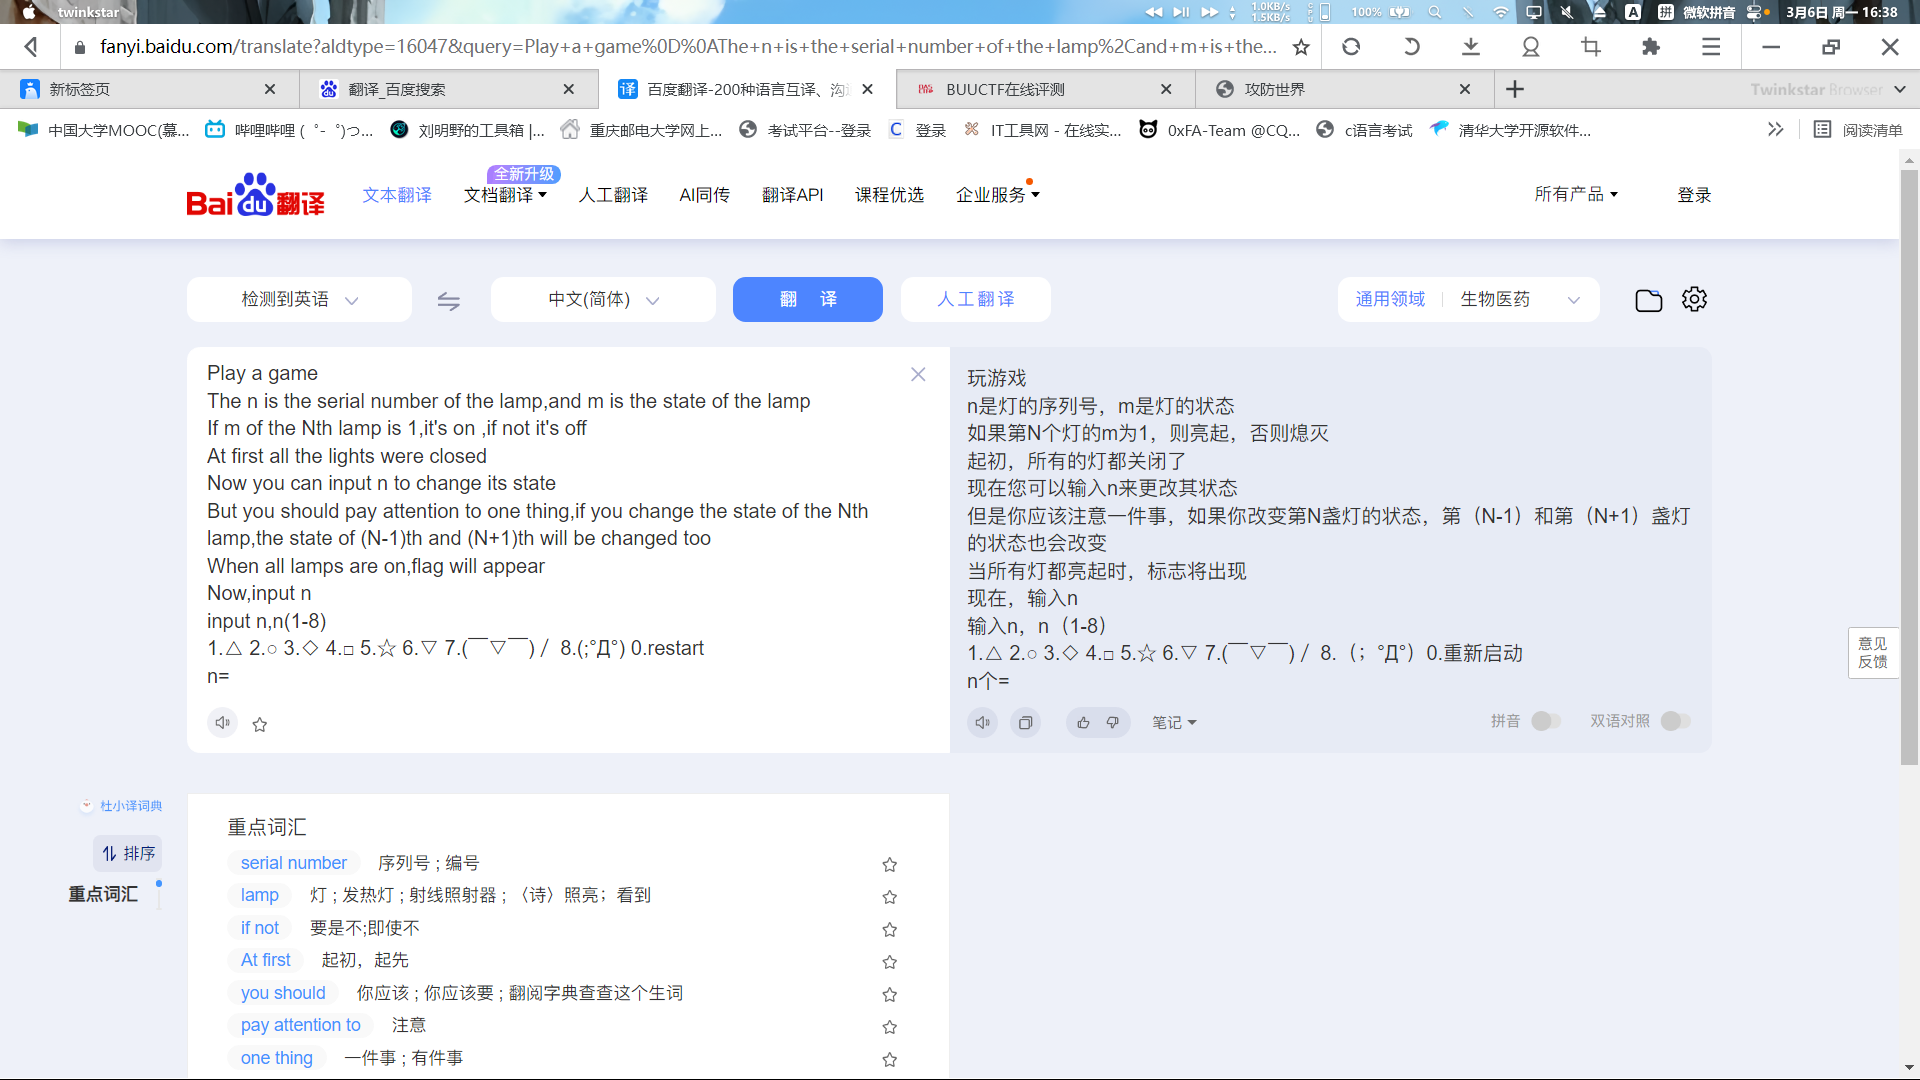 twinkstar
1.0KB/s
1.5KB/s
100%
A
拼
微软拼音
3月6日 周一 16:38
fanyi.baidu.com/translate?aldtype=16047&query=Play+a+game%0D%0AThe+n+is+the+serial+number+of+the+lamp%2Cand+m+is+the...
新标签页
翻译_百度搜索
译 百度翻译-200种语言互译、沟
BUUCTF在线评测
攻防世界
Twinkstar Browser
中国大学MOOC(慕...
哔哩哔哩 ( ゜- ゜)つ...
刘明野的工具箱 |...
重庆邮电大学网上...
考试平台--登录
C 登录
IT工具网 - 在线实...
0xFA-Team @CQ...
c语言考试
清华大学开源软件...
阅读清单
Bai du 翻译
文本翻译
文档翻译
全新升级
人工翻译
AI同传
翻译API
课程优选
企业服务
所有产品
登录
检测到英语
中文(简体)
翻 译
人工翻译
通用领域
生物医药
Play a game
The n is the serial number of the lamp,and m is the state of the lamp
If m of the Nth lamp is 1,it's on ,if not it's off
At first all the lights were closed
Now you can input n to change its state
But you should pay attention to one thing,if you change the state of the Nth
lamp,the state of (N-1)th and (N+1)th will be changed too
When all lamps are on,flag will appear
Now,input n
input n,n(1-8)
1.△ 2.○ 3.◇ 4.□ 5.☆ 6.▽ 7.(￣▽￣)／ 8.(;°Д°) 0.restart
n=
玩游戏
n是灯的序列号，m是灯的状态
如果第N个灯的m为1，则亮起，否则熄灭
起初，所有的灯都关闭了
现在您可以输入n来更改其状态
但是你应该注意一件事，如果你改变第N盏灯的状态，第（N-1）和第（N+1）盏灯
的状态也会改变
当所有灯都亮起时，标志将出现
现在，输入n
输入n，n（1-8）
1.△ 2.○ 3.◇ 4.□ 5.☆ 6.▽ 7.(￣▽￣)／ 8.（；°Д°）0.重新启动
n个=
笔记
拼音
双语对照
意见
反馈
杜小译词典
排序
重点词汇
重点词汇
serial number 序列号 ; 编号
lamp 灯 ; 发热灯 ; 射线照射器 ; 〈诗〉照亮；看到
if not 要是不;即使不
At first 起初，起先
you should 你应该 ; 你应该要 ; 翻阅字典查查这个生词
pay attention to 注意
one thing 一件事 ; 有件事